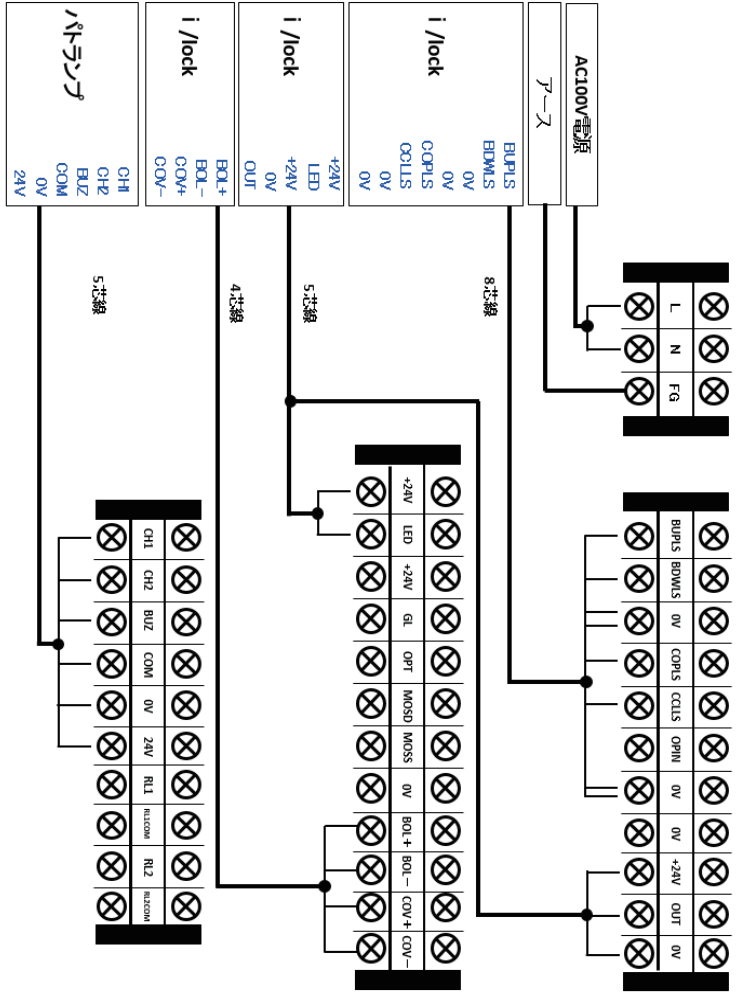 AC100V電源
アース
i /lock
BUPLS
BDWLS
0V
0V
COPLS
CCLLS
0V
0V
8芯線
i /lock
+24V
LED
+24V
0V
OUT
5芯線
i /lock
BOL+
BOL−
COV+
COV−
4芯線
パトランプ
CH1
CH2
BUZ
COM
0V
24V
5芯線
L N FG
BUPLS BDWLS 0V COPLS CCLLS OPIN 0V 0V +24V OUT 0V
+24V LED +24V GL OPT MOSD MOSS 0V BOL+ BOL− COV+ COV−
CH1 CH2 BUZ COM 0V 24V RL1 RL1COM RL2 RL2COM